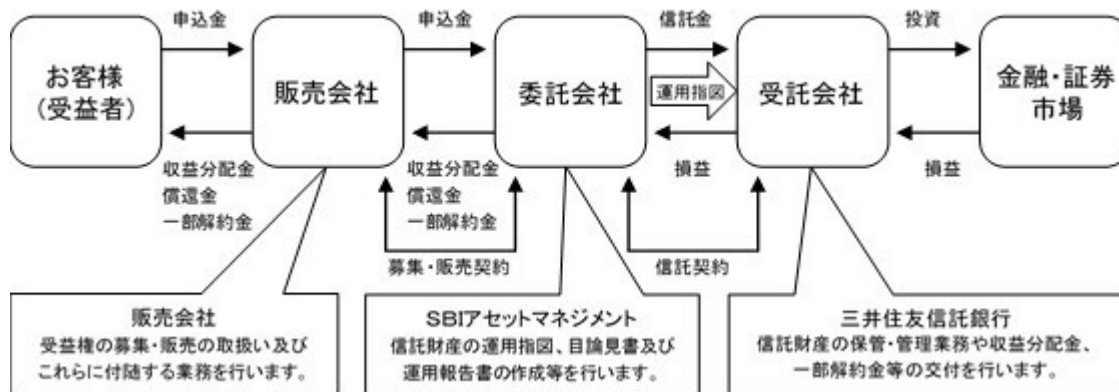 申込金
申込金
信託金
投資
お客様
(受益者)
販売会社
委託会社
運用指図
受託会社
金融・証券
市場
収益分配金
償還金
一部解約金
収益分配金
償還金
一部解約金
損益
損益
募集・販売契約
信託契約
販売会社
受益権の募集・販売の取扱い及び
これらに付随する業務を行います。
SBIアセットマネジメント
信託財産の運用指図、目論見書及び
運用報告書の作成等を行います。
三井住友信託銀行
信託財産の保管・管理業務や収益分配金、
一部解約金等の交付を行います。